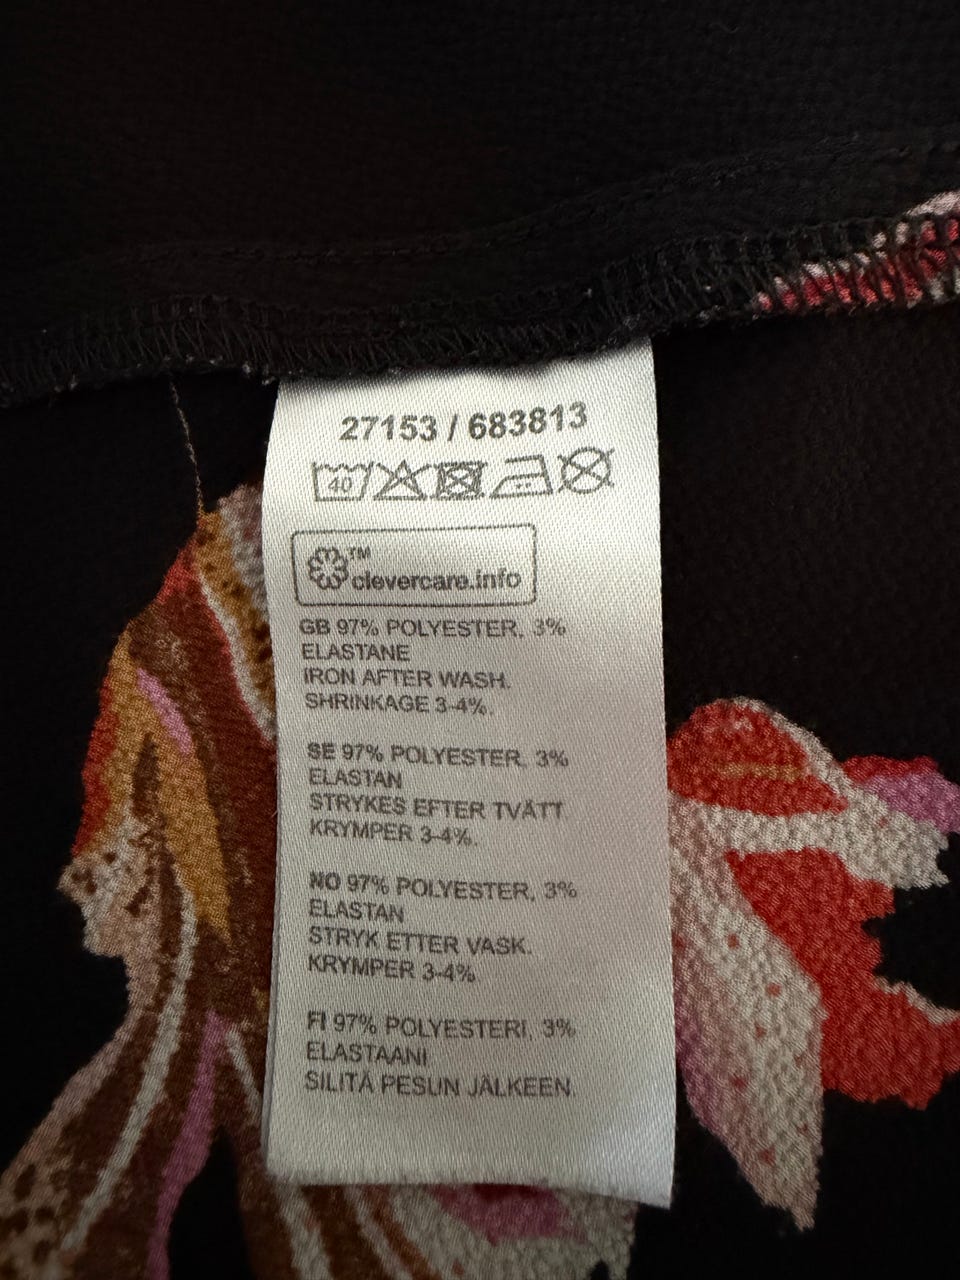 27153 / 683813
40
TM
clevercare.info
GB 97% POLYESTER, 3%
ELASTANE
IRON AFTER WASH.
SHRINKAGE 3-4%.
SE 97% POLYESTER, 3%
ELASTAN
STRYKES EFTER TVÄTT.
KRYMPER 3-4%.
NO 97% POLYESTER, 3%
ELASTAN
STRYK ETTER VASK.
KRYMPER 3-4%.
FI 97% POLYESTERI, 3%
ELASTAANI
SILITÄ PESUN JÄLKEEN.